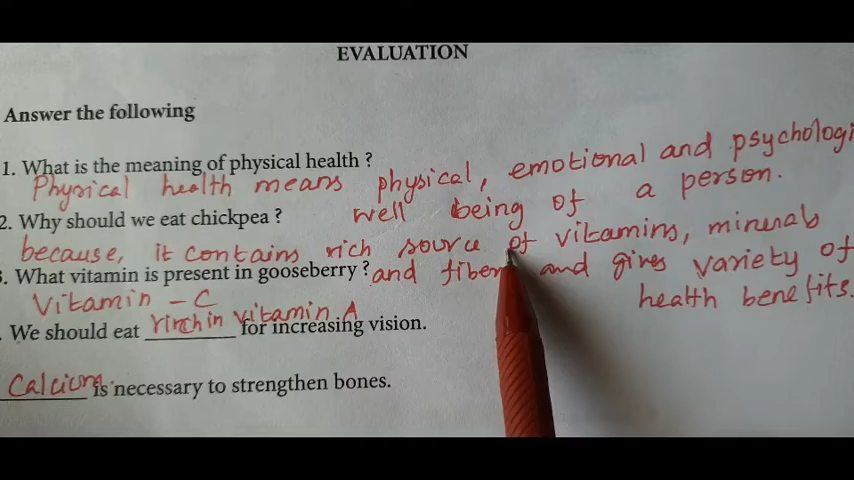 EVALUATION
Answer the following
1. What is the meaning of physical health ?
Physical health means physical, emotional and psychologi
well being of a person.
2. Why should we eat chickpea ?
because, it contains rich source of vitamins, minerals
3. What vitamin is present in gooseberry ?
and fiber and gives variety of
health benefits.
Vitamin - C
. We should eat vitamin A for increasing vision.
Calcium is necessary to strengthen bones.